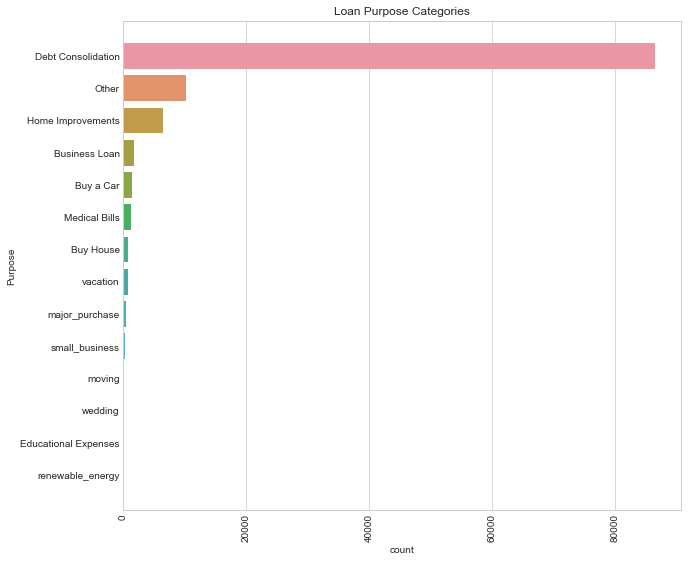 Loan Purpose Categories
Purpose
Debt Consolidation
Other
Home Improvements
Business Loan
Buy a Car
Medical Bills
Buy House
vacation
major_purchase
small_business
moving
wedding
Educational Expenses
renewable_energy
0
20000
40000
60000
80000
count